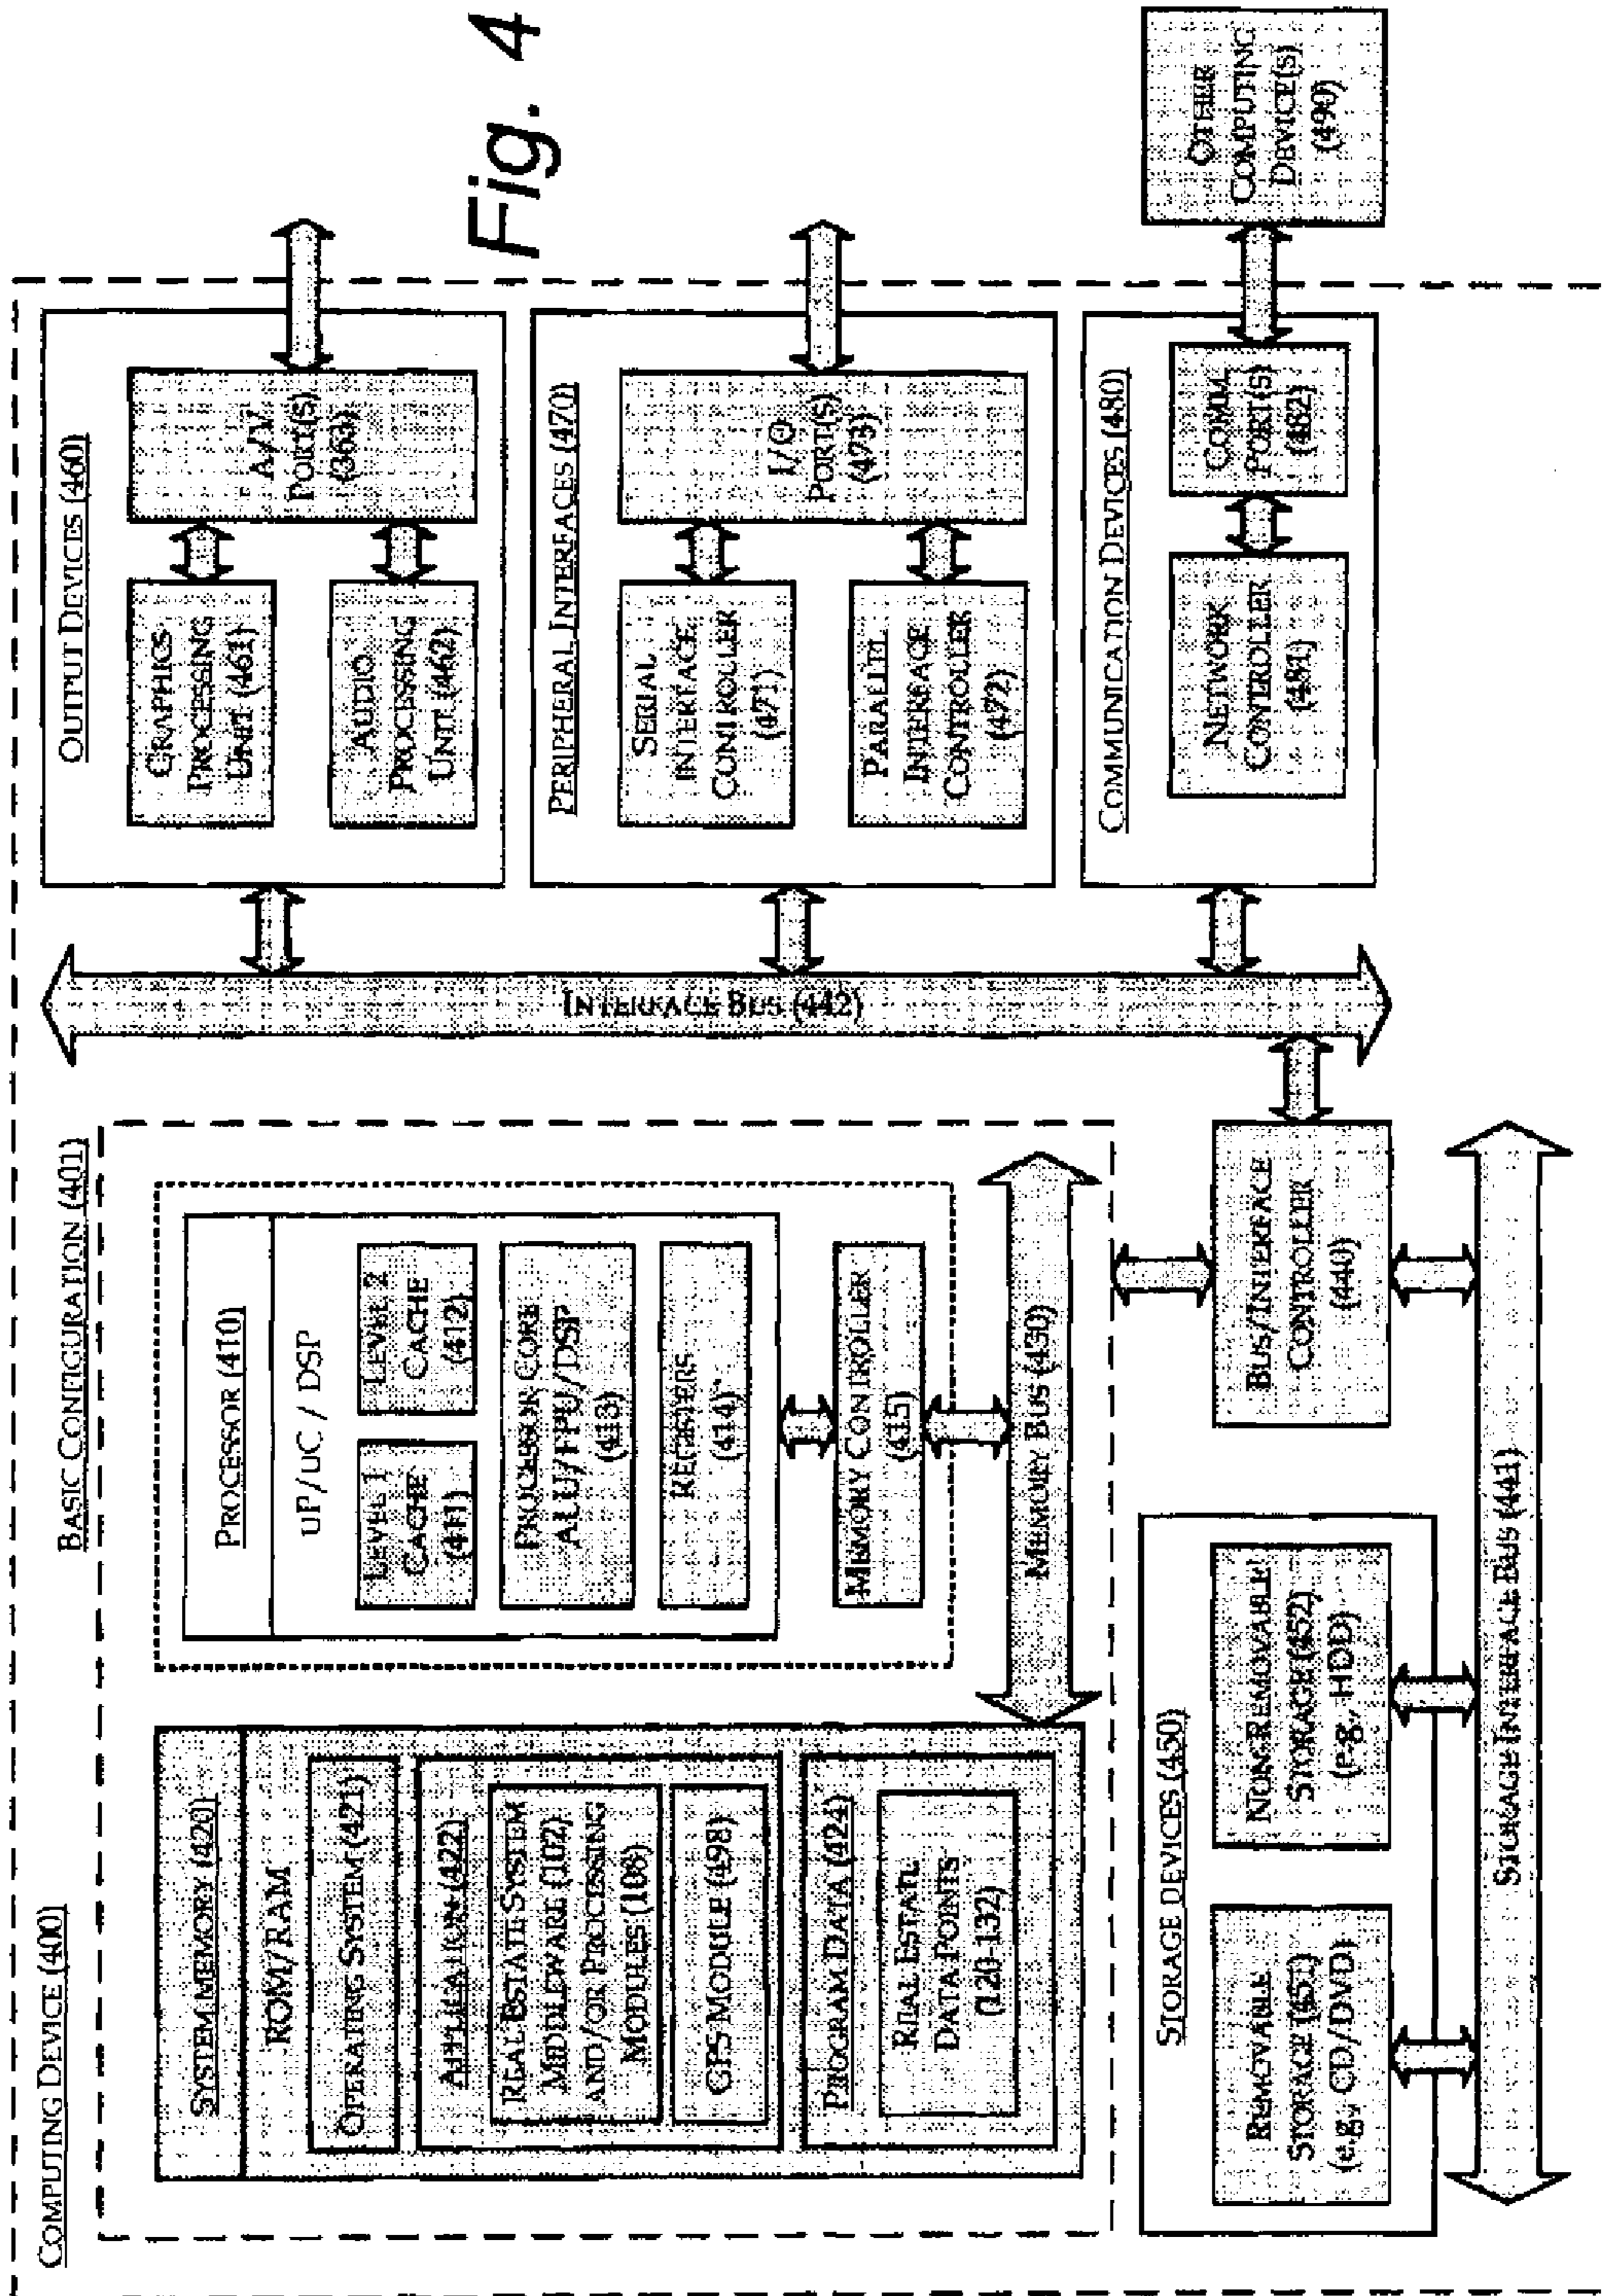 COMPUTING DEVICE (400)
BASIC CONFIGURATION (401)
SYSTEM MEMORY (420)
ROM/RAM
OPERATING SYSTEM (421)
APPLICATION (422)
REAL ESTATE SYSTEM
MIDDLEWARE (102)
AND/OR PROCESSING
MODULES (108)
GPS MODULE (498)
PROGRAM DATA (424)
REAL ESTATE
DATA POINTS
(120-132)
PROCESSOR (410)
UP/UC / DSP
LEVEL 1
CACHE
(411)
LEVEL 2
CACHE
(412)
PROCESSOR CORE
ALU/FPU/DSP
(413)
REGISTERS
(414)
MEMORY CONTROLLER
(415)
MEMORY BUS (430)
STORAGE DEVICES (450)
REMOVABLE
STORAGE (451)
(e.g., CD/DVD)
NON-REMOVABLE
STORAGE (452)
(e.g., HDD)
BUS/INTERFACE
CONTROLLER
(440)
STORAGE INTERFACE BUS (441)
INTERFACE BUS (442)
OUTPUT DEVICES (460)
GRAPHICS
PROCESSING
UNIT (461)
AUDIO
PROCESSING
UNIT (462)
A/V
PORT(S)
(363)
PERIPHERAL INTERFACES (470)
SERIAL
INTERFACE
CONTROLLER
(471)
PARALLEL
INTERFACE
CONTROLLER
(472)
I/O
PORT(S)
(473)
COMMUNICATION DEVICES (480)
NETWORK
CONTROLLER
(481)
COMM.
PORT(S)
(482)
OTHER
COMPUTING
DEVICE(S)
(490)
Fig. 4